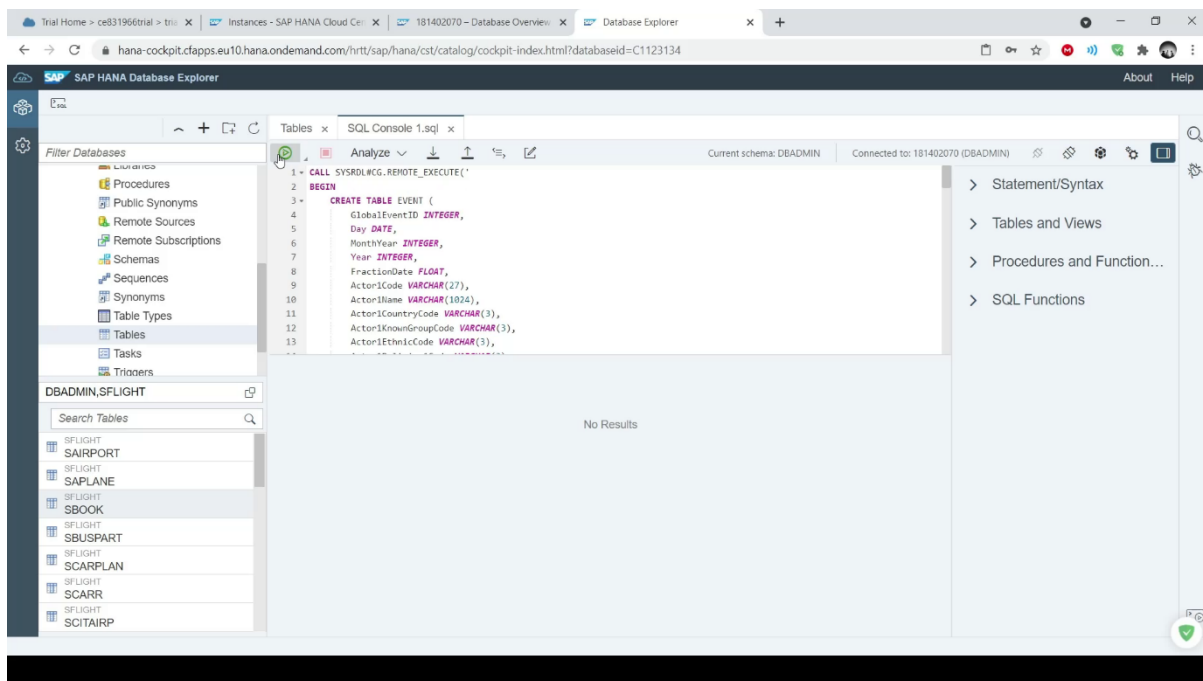 Trial Home > ce831966trial > tria
Instances - SAP HANA Cloud Cen
181402070 – Database Overview
Database Explorer
hana-cockpit.cfapps.eu10.hana.ondemand.com/hrtt/sap/hana/cst/catalog/cockpit-index.html?databaseid=C1123134
SAP SAP HANA Database Explorer
About Help
Tables
SQL Console 1.sql
Filter Databases
Analyze
Current schema: DBADMIN
Connected to: 181402070 (DBADMIN)
Libraries
Procedures
Public Synonyms
Remote Sources
Remote Subscriptions
Schemas
Sequences
Synonyms
Table Types
Tables
Tasks
Triggers
1 CALL SYSRDL#CG.REMOTE_EXECUTE('
2 BEGIN
3 CREATE TABLE EVENT (
4 GlobalEventID INTEGER,
5 Day DATE,
6 MonthYear INTEGER,
7 Year INTEGER,
8 FractionDate FLOAT,
9 Actor1Code VARCHAR(27),
10 Actor1Name VARCHAR(1024),
11 Actor1CountryCode VARCHAR(3),
12 Actor1KnownGroupCode VARCHAR(3),
13 Actor1EthnicCode VARCHAR(3),
Statement/Syntax
Tables and Views
Procedures and Function...
SQL Functions
DBADMIN,SFLIGHT
Search Tables
SFLIGHT
SAIRPORT
SFLIGHT
SAPLANE
SFLIGHT
SBOOK
SFLIGHT
SBUSPART
SFLIGHT
SCARPLAN
SFLIGHT
SCARR
SFLIGHT
SCITAIRP
No Results